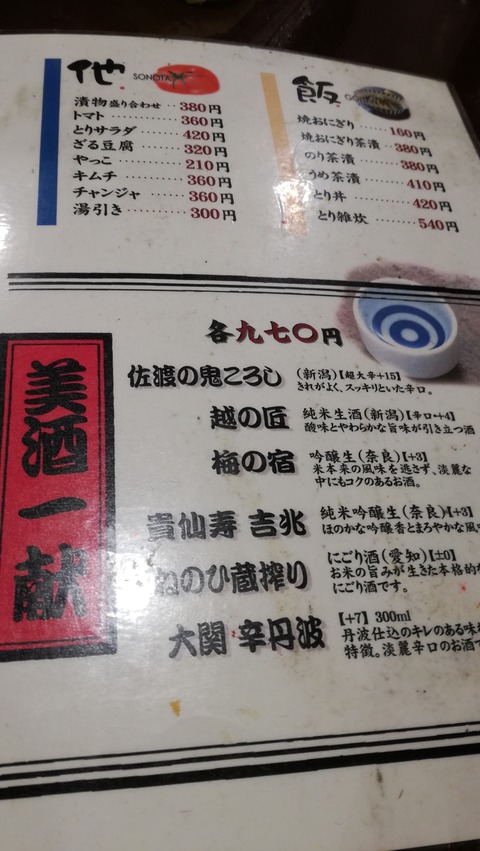 他 SONOTA
漬物盛り合わせ ‥ 380円
トマト ‥‥‥‥‥ 360円
とりサラダ ‥‥‥ 420円
ざる豆腐 ‥‥‥‥ 320円
やっこ ‥‥‥‥‥ 210円
キムチ ‥‥‥‥‥ 360円
チャンジャ ‥‥‥ 360円
湯引き ‥‥‥‥‥ 300円
飯
焼おにぎり ‥‥‥ 160円
焼おにぎり茶漬 ‥ 380円
のり茶漬 ‥‥‥‥ 380円
うめ茶漬 ‥‥‥‥ 410円
とり丼 ‥‥‥‥‥ 420円
とり雑炊 ‥‥‥‥ 540円
美酒一献
各九七〇円
佐渡の鬼ころし (新潟)【超大辛+15】
きれがよく、スッキリといた辛口。
越の匠 純米生酒(新潟)【辛口+4】
酸味とやわらかな旨味が引き立つ酒
梅の宿 吟醸生(奈良)【+3】
米本来の風味を逃さず、淡麗な
中にもコクのあるお酒。
貴仙寿 吉兆 純米吟醸生(奈良)【+3】
ほのかな吟醸香とまろやかな風味
ねのひ蔵搾り にごり酒(愛知)【±0】
お米の旨みが生きた本格的
にごり酒です。
大関 辛丹波 【+7】 300ml
丹波仕込のキレのある味
特徴。淡麗辛口のお酒で